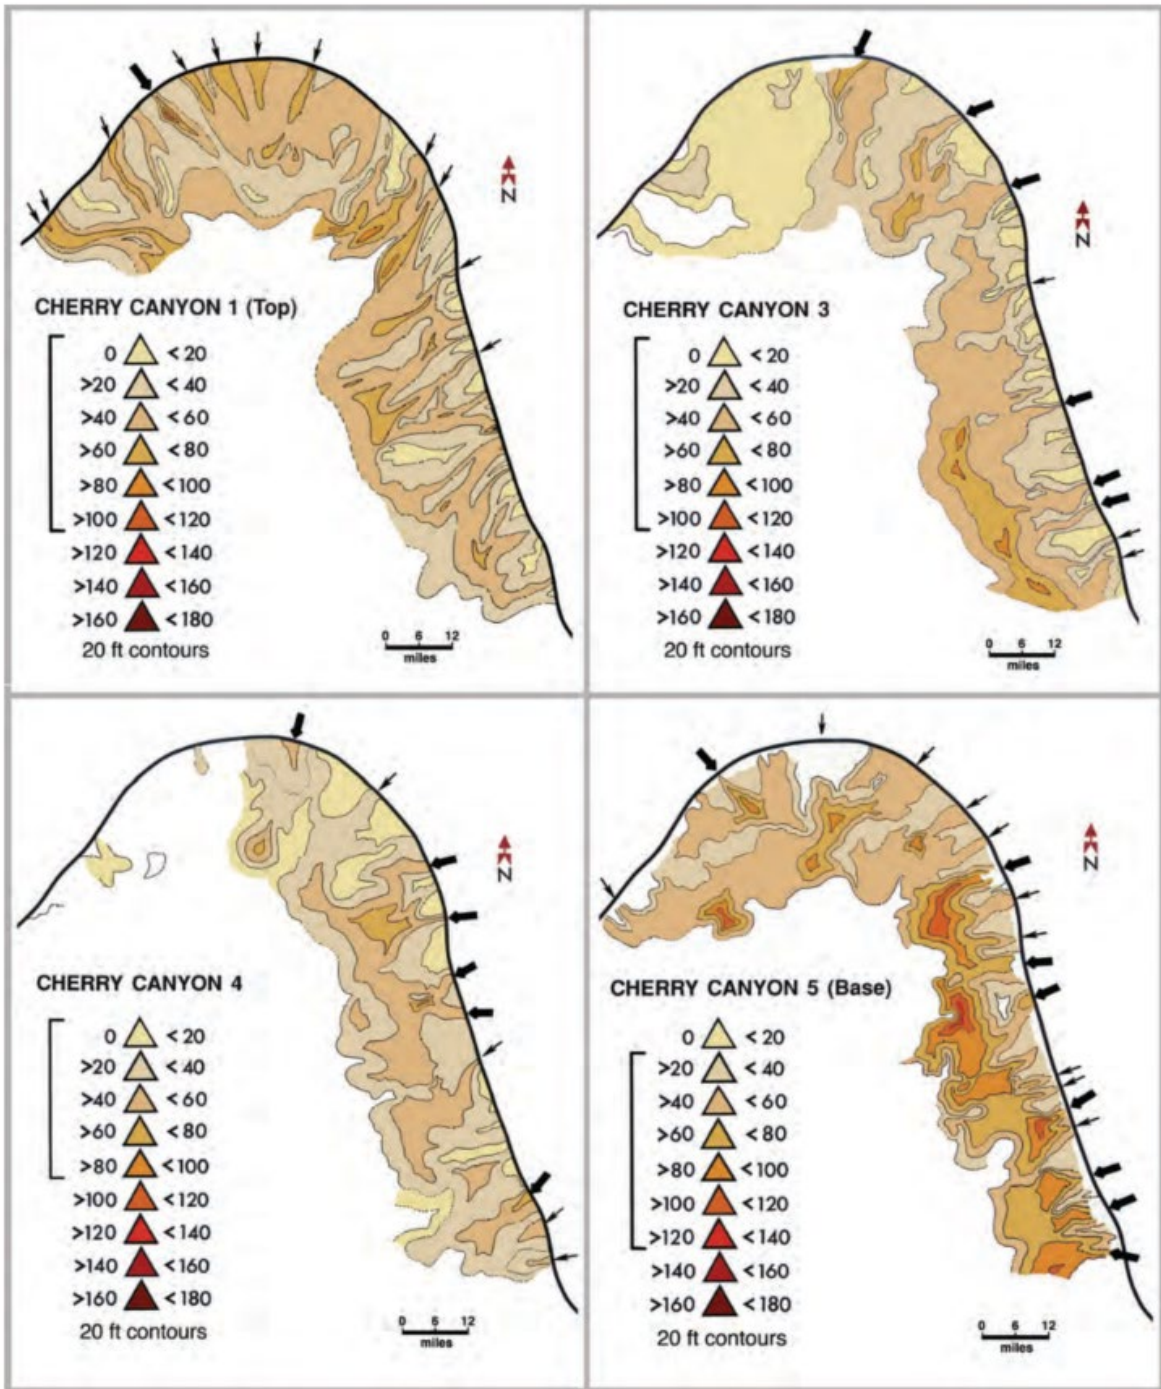 N
CHERRY CANYON 1 (Top)
0 <20
>20 <40
>40 <60
>60 <80
>80 <100
>100 <120
>120 <140
>140 <160
>160 <180
20 ft contours
0 6 12
miles
N
CHERRY CANYON 3
0 <20
>20 <40
>40 <60
>60 <80
>80 <100
>100 <120
>120 <140
>140 <160
>160 <180
20 ft contours
0 6 12
miles
N
CHERRY CANYON 4
0 <20
>20 <40
>40 <60
>60 <80
>80 <100
>100 <120
>120 <140
>140 <160
>160 <180
20 ft contours
0 6 12
miles
N
CHERRY CANYON 5 (Base)
0 <20
>20 <40
>40 <60
>60 <80
>80 <100
>100 <120
>120 <140
>140 <160
>160 <180
20 ft contours
0 6 12
miles